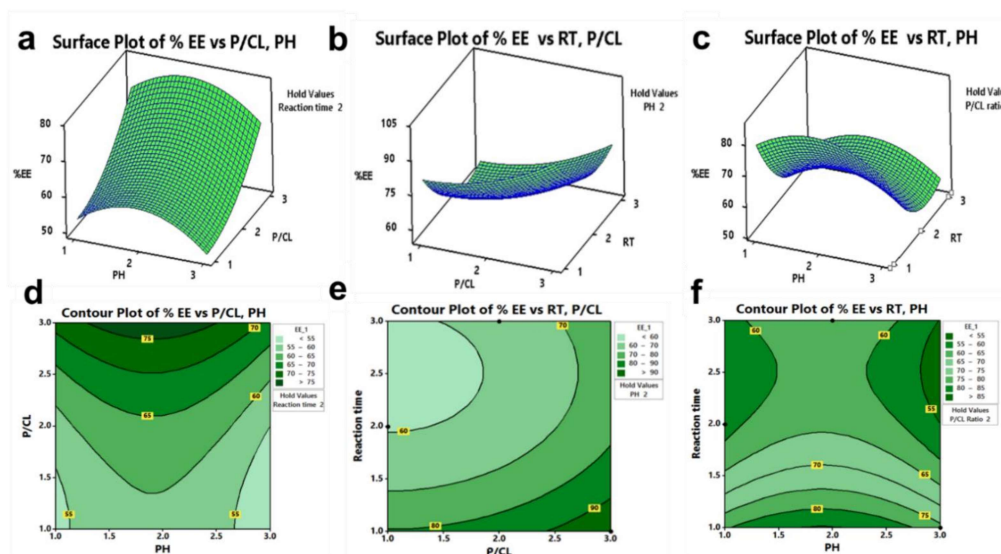 a
Surface Plot of % EE vs P/CL, PH
Hold Values
Reaction time 2
80
70
60
50
%EE
1
2
3
PH
1
2
3
P/CL
b
Surface Plot of % EE vs RT, P/CL
Hold Values
PH 2
105
90
75
60
%EE
1
2
3
P/CL
1
2
3
RT
c
Surface Plot of % EE vs RT, PH
Hold Valu
P/CL ratio
80
70
60
50
%EE
1
2
3
PH
1
2
3
RT
d
Contour Plot of % EE vs P/CL, PH
3.0
2.5
2.0
1.5
1.0
P/CL
1.0
1.5
2.0
2.5
3.0
PH
75
70
65
60
55
55
EE_1
< 55
55 – 60
60 – 65
65 – 70
70 – 75
> 75
Hold Values
Reaction time 2
e
Contour Plot of % EE vs RT, P/CL
3.0
2.5
2.0
1.5
1.0
Reaction time
1.0
1.5
2.0
2.5
3.0
P/CL
70
60
80
90
EE_1
< 60
60 – 70
70 – 80
80 – 90
> 90
Hold Values
PH 2
f
Contour Plot of % EE vs RT, PH
3.0
2.5
2.0
1.5
1.0
Reaction time
1.0
1.5
2.0
2.5
3.0
PH
60
60
55
70
80
75
EE_1
< 55
55 – 60
60 – 65
65 – 70
70 – 75
75 – 80
80 – 85
> 85
Hold Values
P/CL Ratio 2